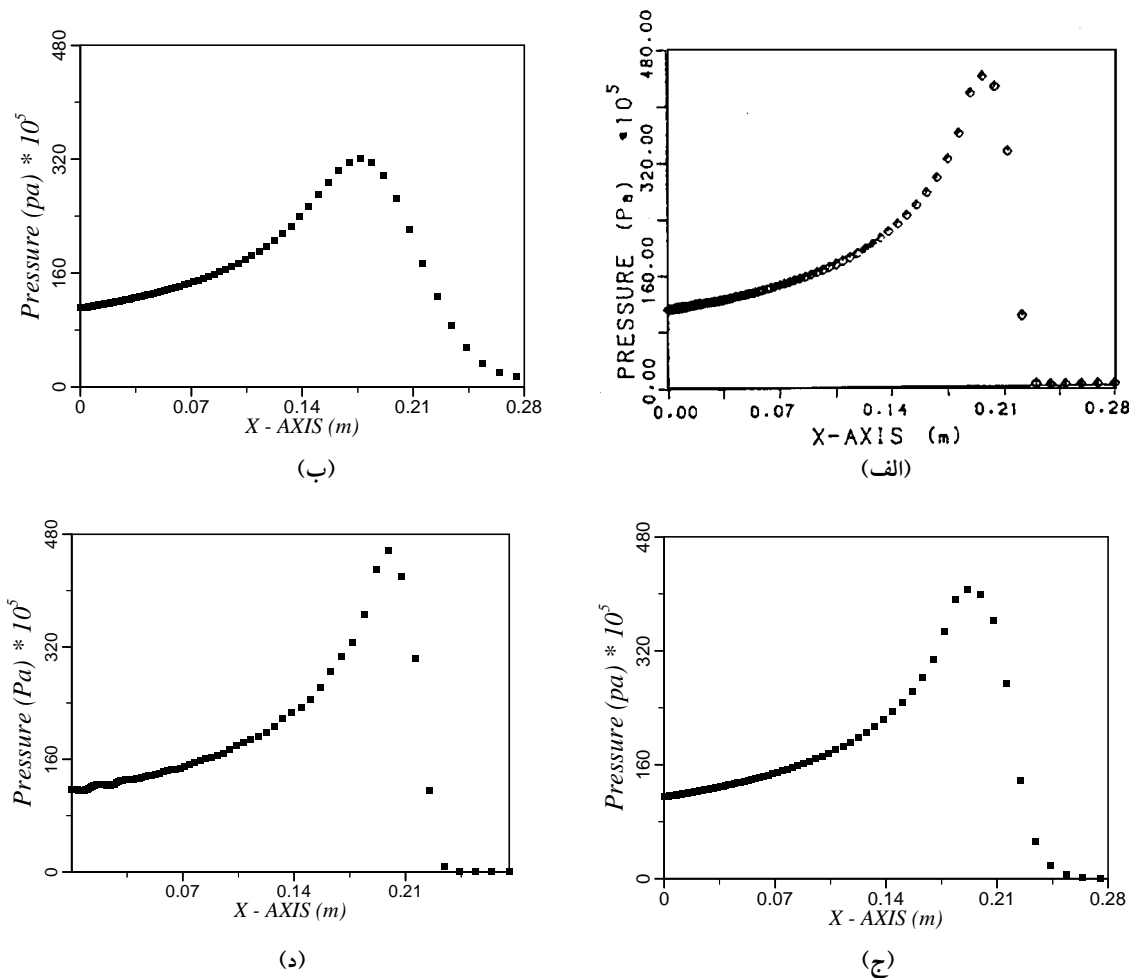 480.00
320.00
160.00
0.00
PRESSURE (Pa) *10^5
0.00 0.07 0.14 0.21 0.28
X-AXIS (m)
(الف)
480
320
160
0
Pressure (pa) * 10^5
0 0.07 0.14 0.21 0.28
X - AXIS (m)
(ب)
480
320
160
0
Pressure (pa) * 10^5
0 0.07 0.14 0.21 0.28
X - AXIS (m)
(ج)
480
320
160
0
Pressure (Pa) * 10^5
0.07 0.14 0.21
X - AXIS (m)
(د)